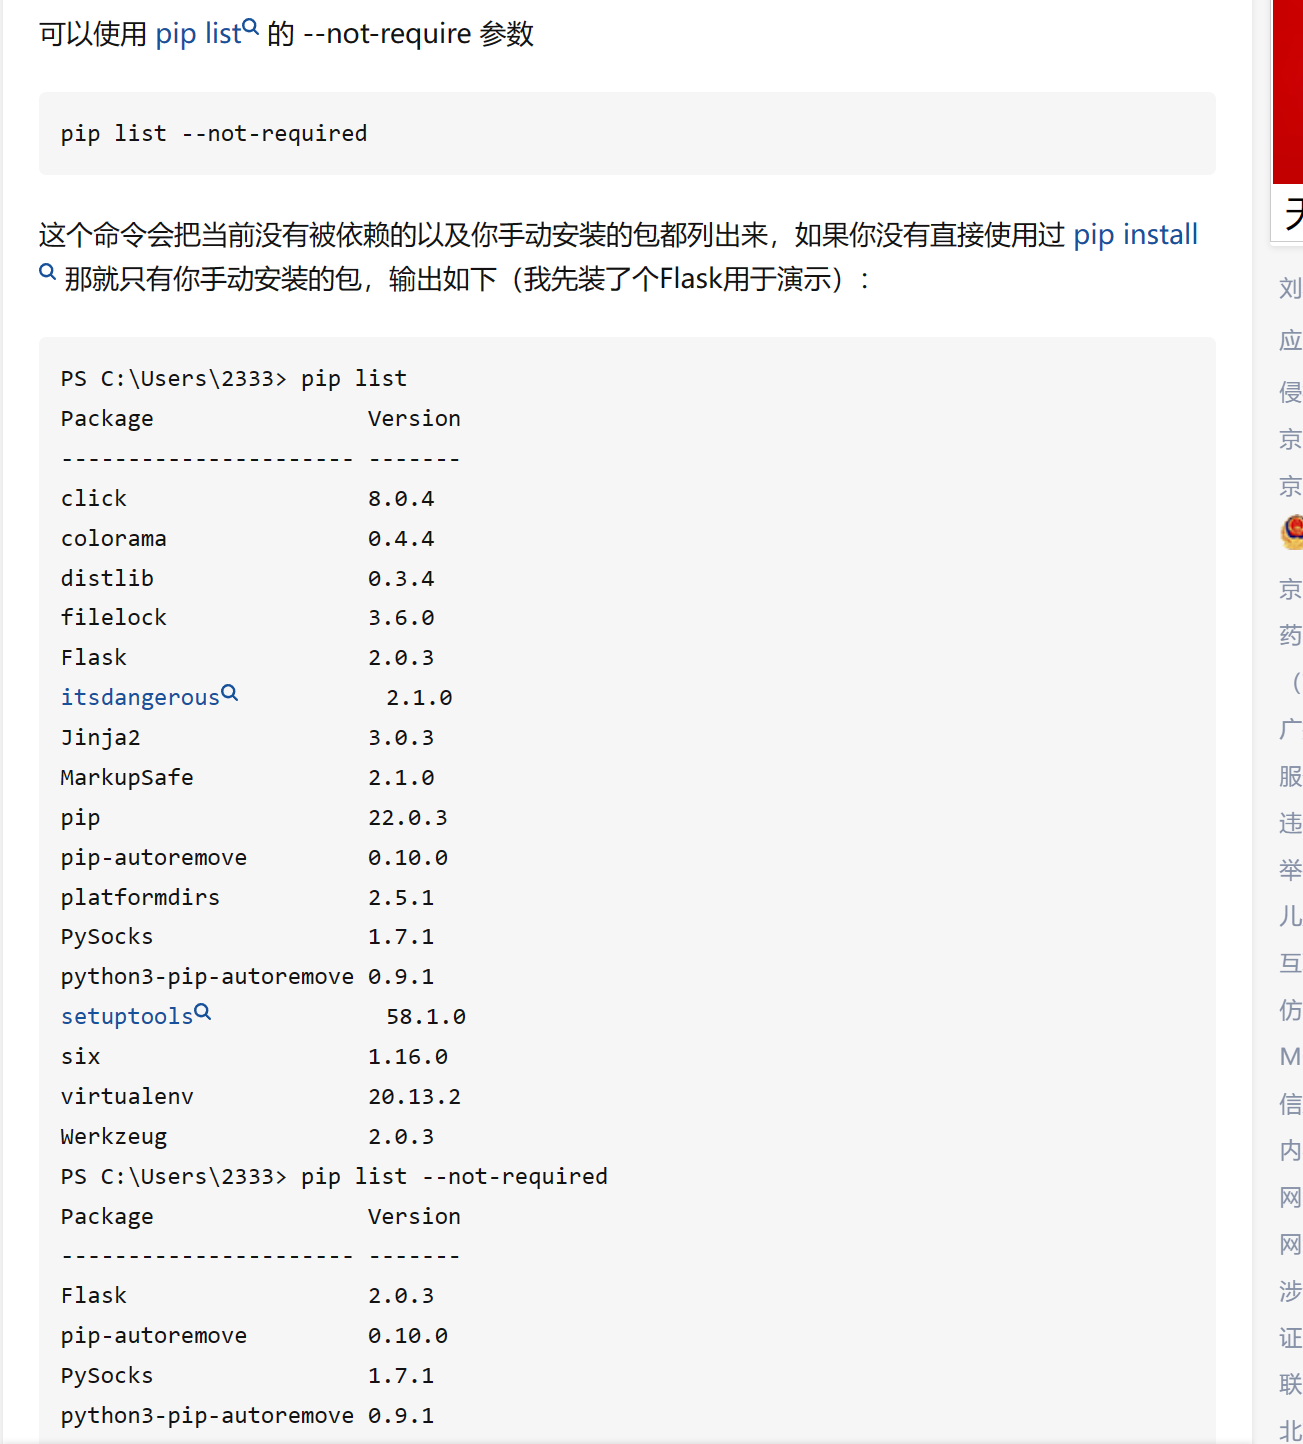 可以使用 pip list 的 --not-require 参数
pip list --not-required
这个命令会把当前没有被依赖的以及你手动安装的包都列出来，如果你没有直接使用过 pip install
那就只有你手动安装的包，输出如下（我先装了个Flask用于演示）：
PS C:\Users\2333> pip list
Package                Version
---------------------- -------
click                  8.0.4
colorama               0.4.4
distlib                0.3.4
filelock               3.6.0
Flask                  2.0.3
itsdangerous           2.1.0
Jinja2                 3.0.3
MarkupSafe             2.1.0
pip                    22.0.3
pip-autoremove         0.10.0
platformdirs           2.5.1
PySocks                1.7.1
python3-pip-autoremove 0.9.1
setuptools             58.1.0
six                    1.16.0
virtualenv             20.13.2
Werkzeug               2.0.3
PS C:\Users\2333> pip list --not-required
Package                Version
---------------------- -------
Flask                  2.0.3
pip-autoremove         0.10.0
PySocks                1.7.1
python3-pip-autoremove 0.9.1
刘
应
侵
京
京
京
药
（
广
服
违
举
儿
互
仿
M
信
内
网
网
涉
证
联
北